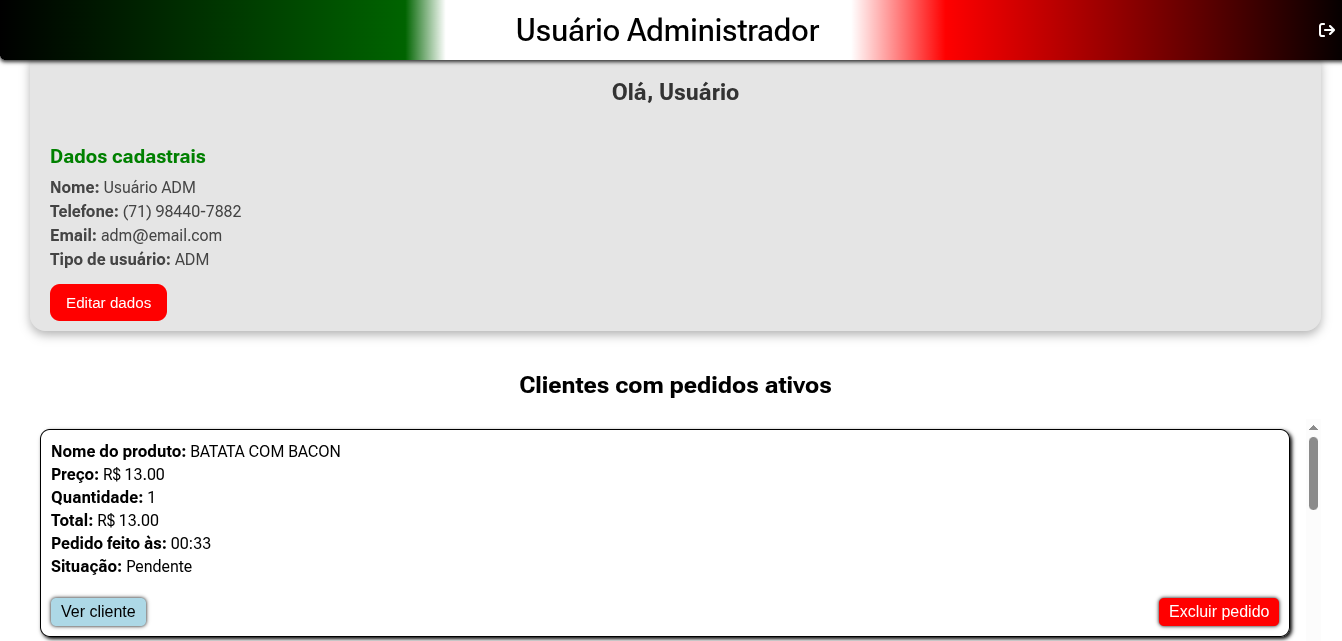 Usuário Administrador
Olá, Usuário
Dados cadastrais
Nome: Usuário ADM
Telefone: (71) 98440-7882
Email: adm@email.com
Tipo de usuário: ADM
Editar dados
Clientes com pedidos ativos
Nome do produto: BATATA COM BACON
Preço: R$ 13.00
Quantidade: 1
Total: R$ 13.00
Pedido feito às: 00:33
Situação: Pendente
Ver cliente
Excluir pedido